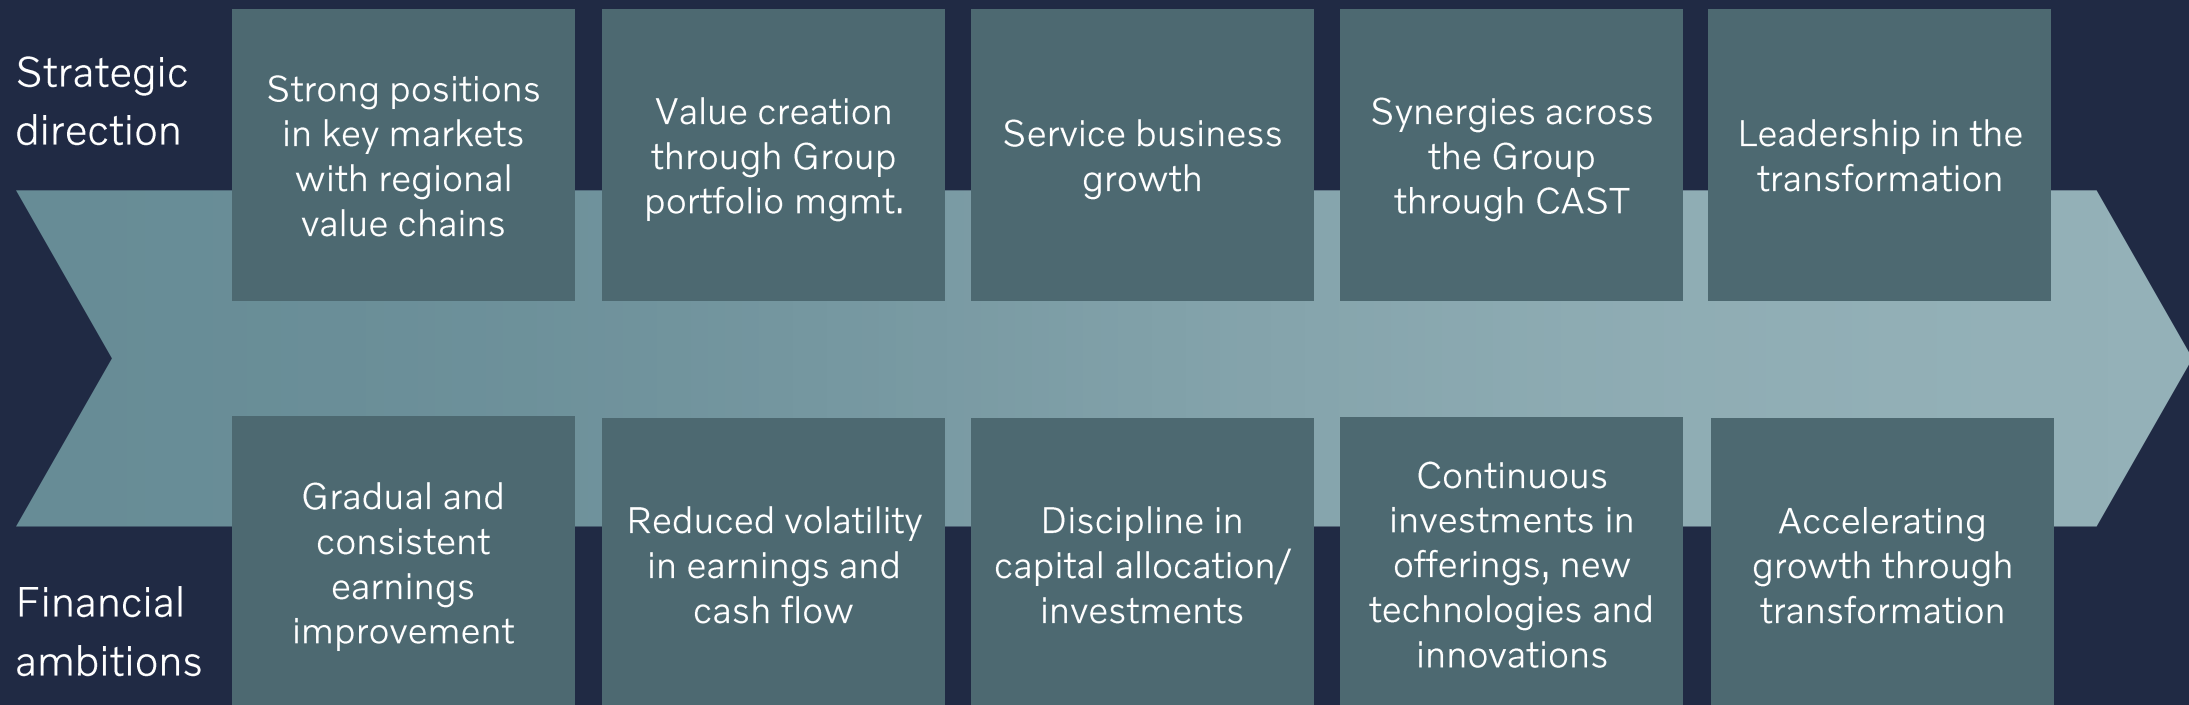 Strategic
direction
Strong positions
in key markets
with regional
value chains
Value creation
through Group
portfolio mgmt.
Service business
growth
Synergies across
the Group
through CAST
Leadership in the
transformation
Financial
ambitions
Gradual and
consistent
earnings
improvement
Reduced volatility
in earnings and
cash flow
Discipline in
capital allocation/
investments
Continuous
investments in
offerings, new
technologies and
innovations
Accelerating
growth through
transformation